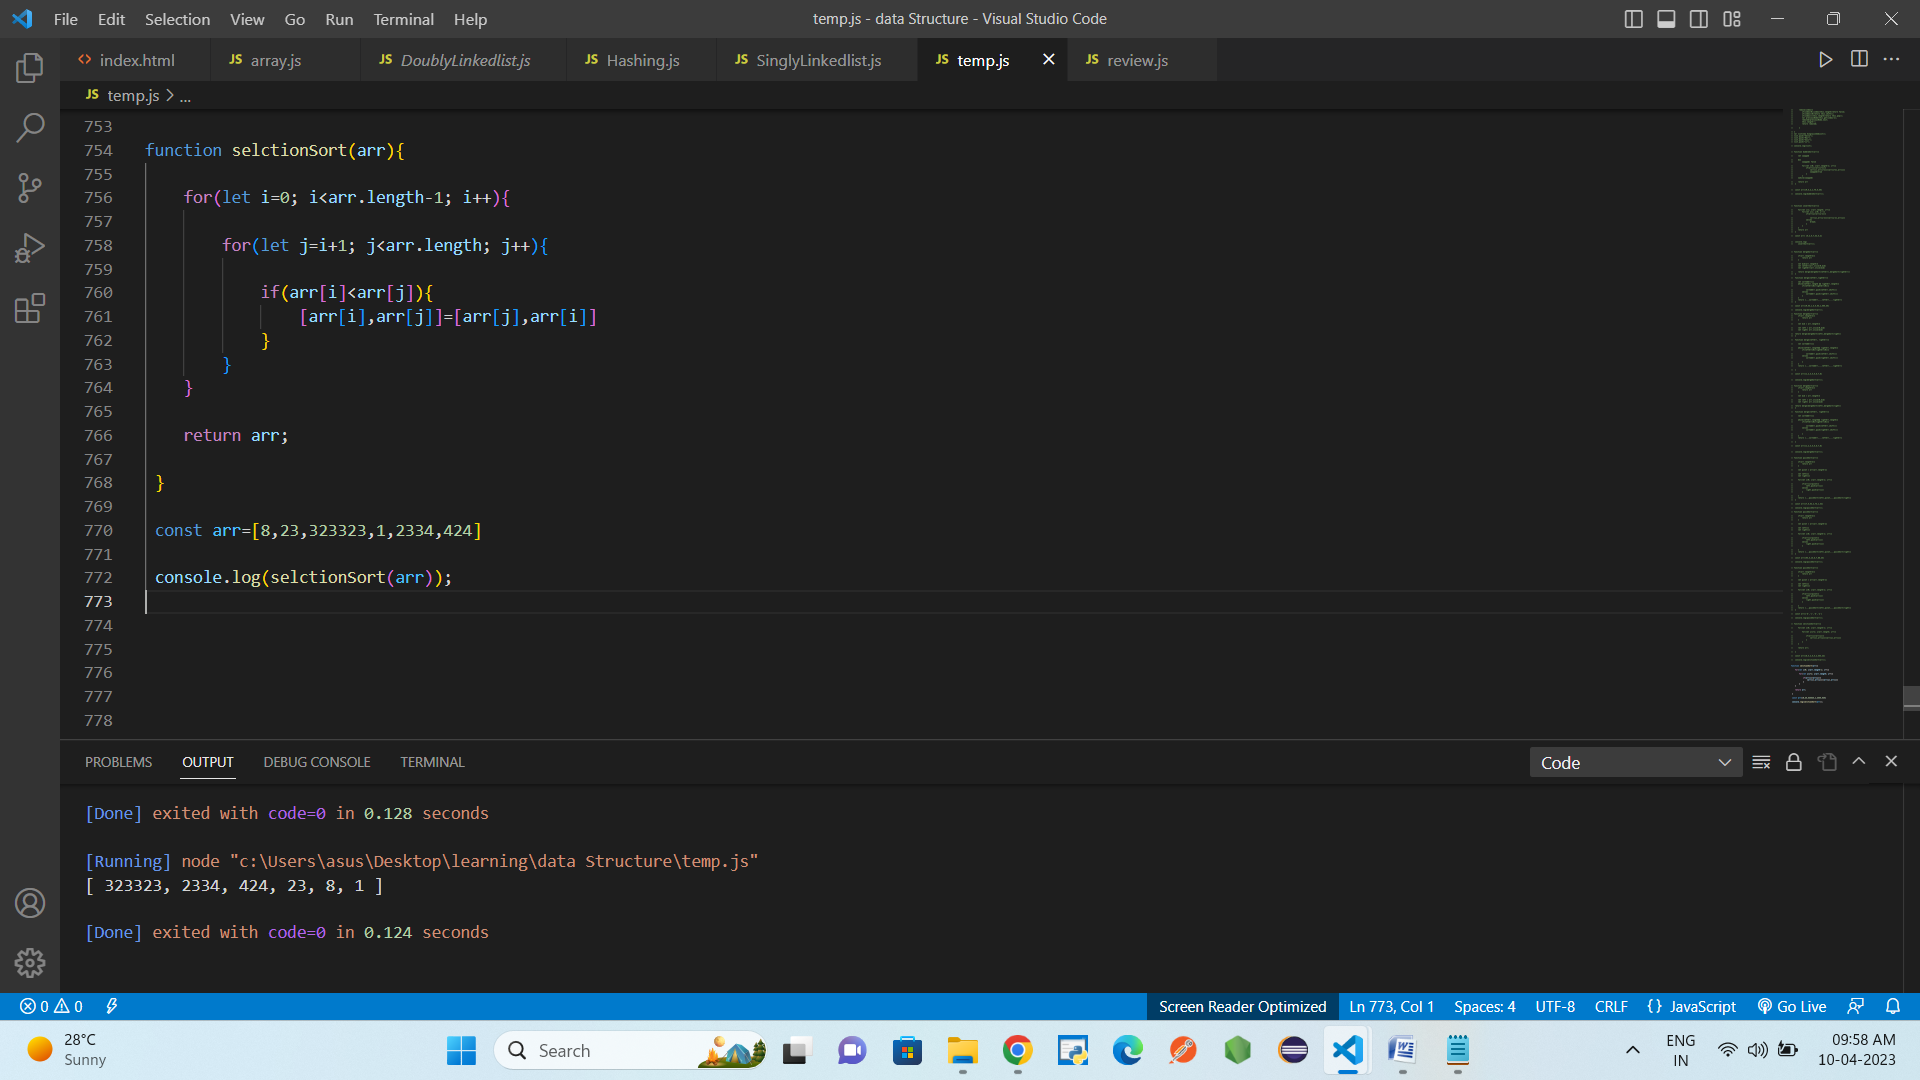 File Edit Selection View Go Run Terminal Help temp.js - data Structure - Visual Studio Code
index.html JS array.js JS DoublyLinkedlist.js JS Hashing.js JS SinglyLinkedlist.js JS temp.js JS review.js
JS temp.js > ...
753
754 function selctionSort(arr){
755
756 for(let i=0; i<arr.length-1; i++){
757
758 for(let j=i+1; j<arr.length; j++){
759
760 if(arr[i]<arr[j]){
761 [arr[i],arr[j]]=[arr[j],arr[i]]
762 }
763 }
764 }
765
766 return arr;
767
768 }
769
770 const arr=[8,23,323323,1,2334,424]
771
772 console.log(selctionSort(arr));
773
774
775
776
777
778
PROBLEMS OUTPUT DEBUG CONSOLE TERMINAL Code
[Done] exited with code=0 in 0.128 seconds
[Running] node "c:\Users\asus\Desktop\learning\data Structure\temp.js"
[ 323323, 2334, 424, 23, 8, 1 ]
[Done] exited with code=0 in 0.124 seconds
0 0 Screen Reader Optimized Ln 773, Col 1 Spaces: 4 UTF-8 CRLF {} JavaScript Go Live
28°C
Sunny
Search
ENG
IN
09:58 AM
10-04-2023